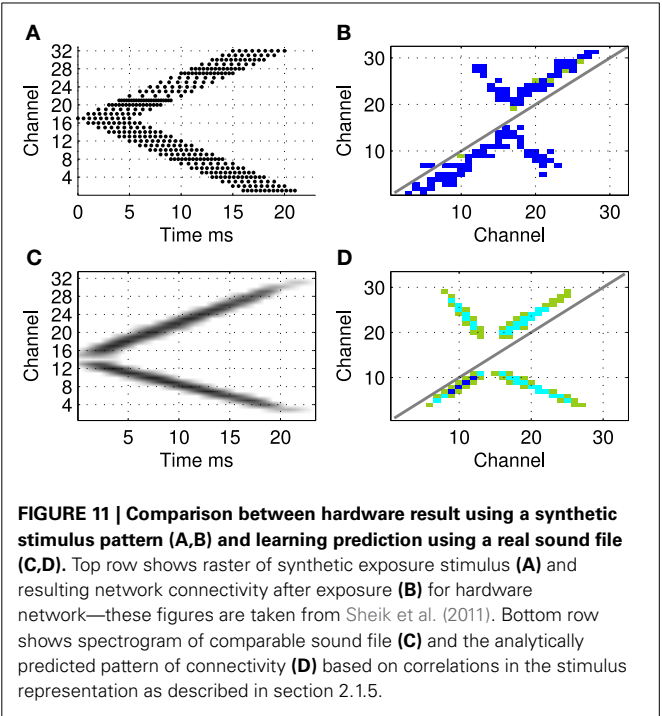 A
32
28
24
20
16
12
8
4
Channel
0
5
10
15
20
Time ms
B
30
20
10
10
20
30
Channel
C
32
28
24
20
16
12
8
4
Channel
5
10
15
20
Time ms
D
30
20
10
10
20
30
Channel
FIGURE 11 | Comparison between hardware result using a synthetic
stimulus pattern (A,B) and learning prediction using a real sound file
(C,D). Top row shows raster of synthetic exposure stimulus (A) and
resulting network connectivity after exposure (B) for hardware
network—these figures are taken from Sheik et al. (2011). Bottom row
shows spectrogram of comparable sound file (C) and the analytically
predicted pattern of connectivity (D) based on correlations in the stimulus
representation as described in section 2.1.5.